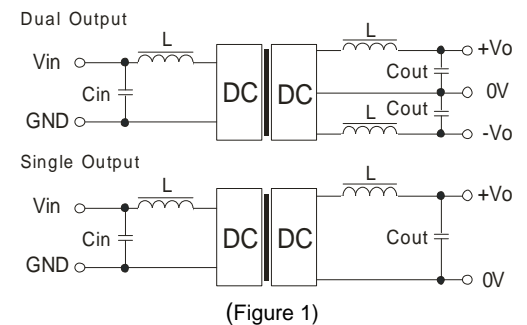 Dual Output
L L
Vin +Vo
Cin DC DC Cout 0V
Cout
GND L -Vo
Single Output
L L
Vin +Vo
Cin DC DC Cout
GND 0V
(Figure 1)